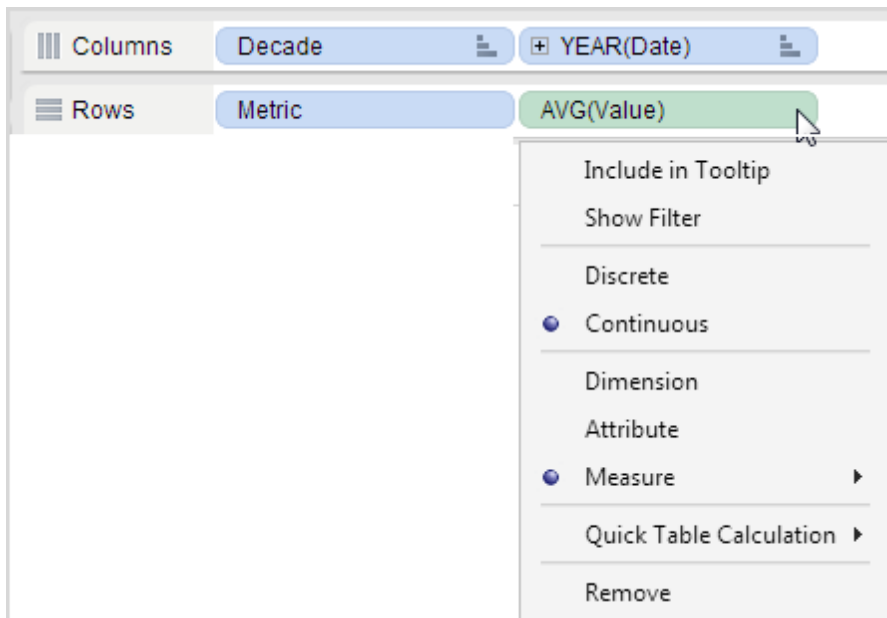 Columns Decade YEAR(Date)
Rows Metric AVG(Value)
Include in Tooltip
Show Filter
Discrete
Continuous
Dimension
Attribute
Measure
Quick Table Calculation
Remove